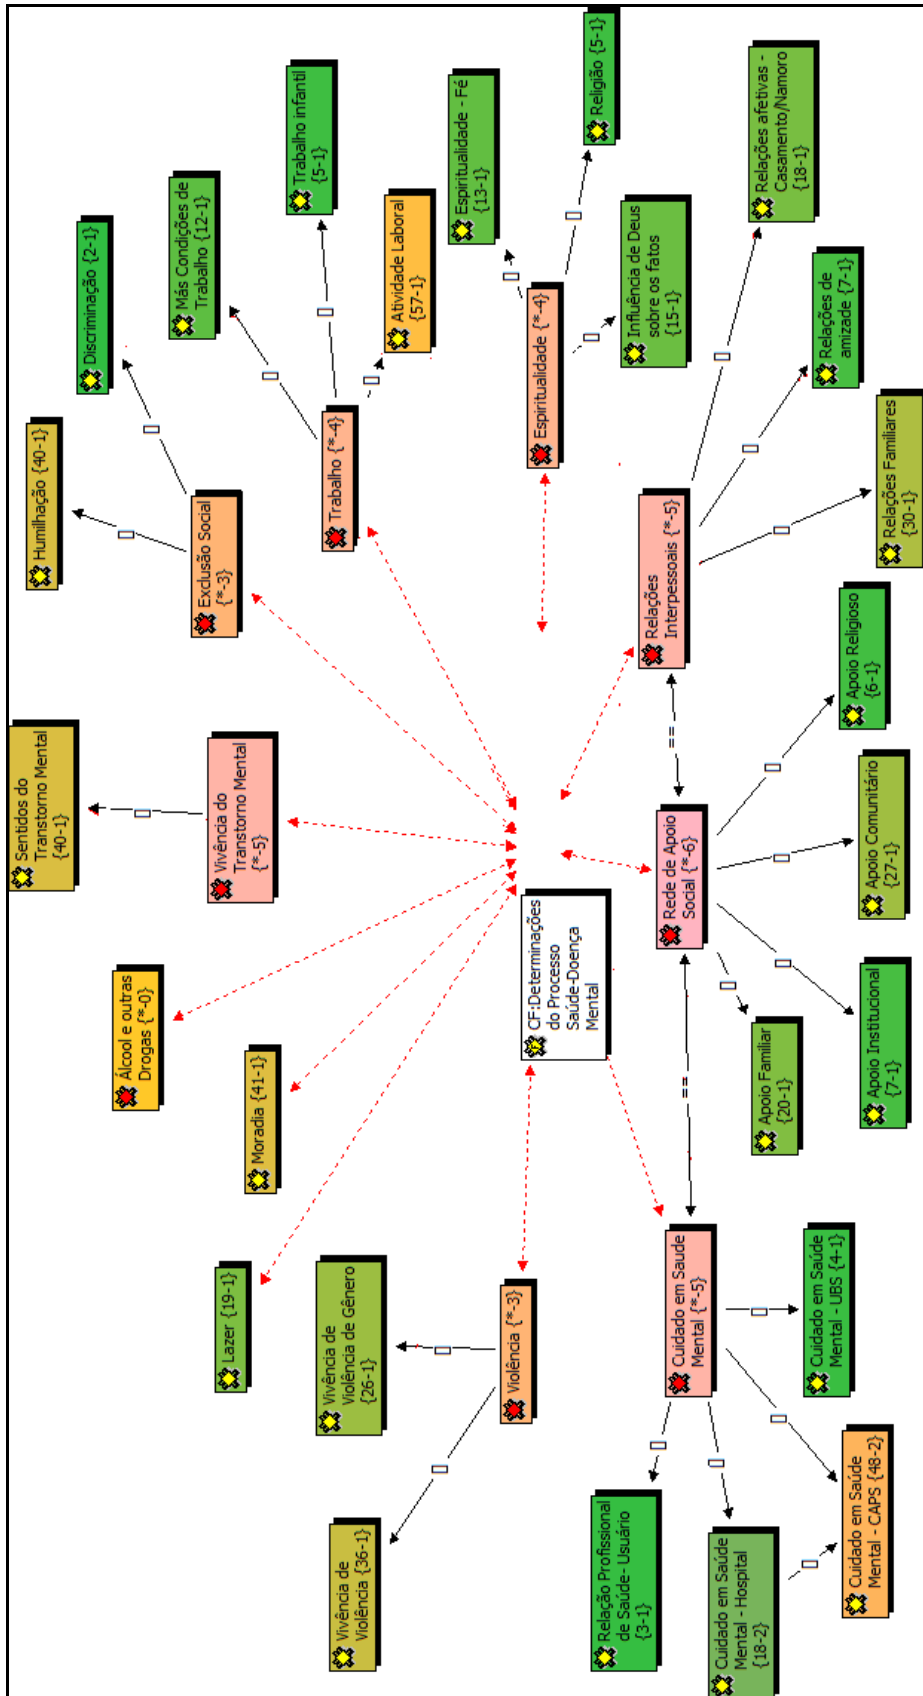 Sentidos do
Transtorno Mental
{40-1}
Humilhação {40-1}
Discriminação {2-1}
Álcool e outras
Drogas {*-0}
Más Condições de
Trabalho {12-1}
Lazer {19-1}
Moradia {41-1}
Vivência do
Transtorno Mental
{*-5}
Exclusão Social
{*-3}
Trabalho infantil
{5-1}
Vivência de
Violência {36-1}
Vivência de
Violência de Gênero
{26-1}
Trabalho {*-4}
Atividade Laboral
{57-1}
Espiritualidade - Fé
{13-1}
Violência {*-3}
CF:Determinações
do Processo
Saúde-Doença
Mental
Espiritualidade {*-4}
Religião {5-1}
Influência de Deus
sobre os fatos
{15-1}
Relação Profissional
de Saúde- Usuário
{3-1}
Cuidado em Saude
Mental {*-5}
==
Rede de Apoio
Social {*-6}
==
Relações
Interpessoais {*-5}
Relações afetivas -
Casamento/Namoro
{18-1}
Cuidado em Saúde
Mental - Hospital
{18-2}
Cuidado em Saúde
Mental - UBS {4-1}
Apoio Familiar
{20-1}
Relações de
amizade {7-1}
Cuidado em Saúde
Mental - CAPS {48-2}
Apoio Institucional
{7-1}
Apoio Comunitário
{27-1}
Apoio Religioso
{6-1}
Relações Familiares
{30-1}